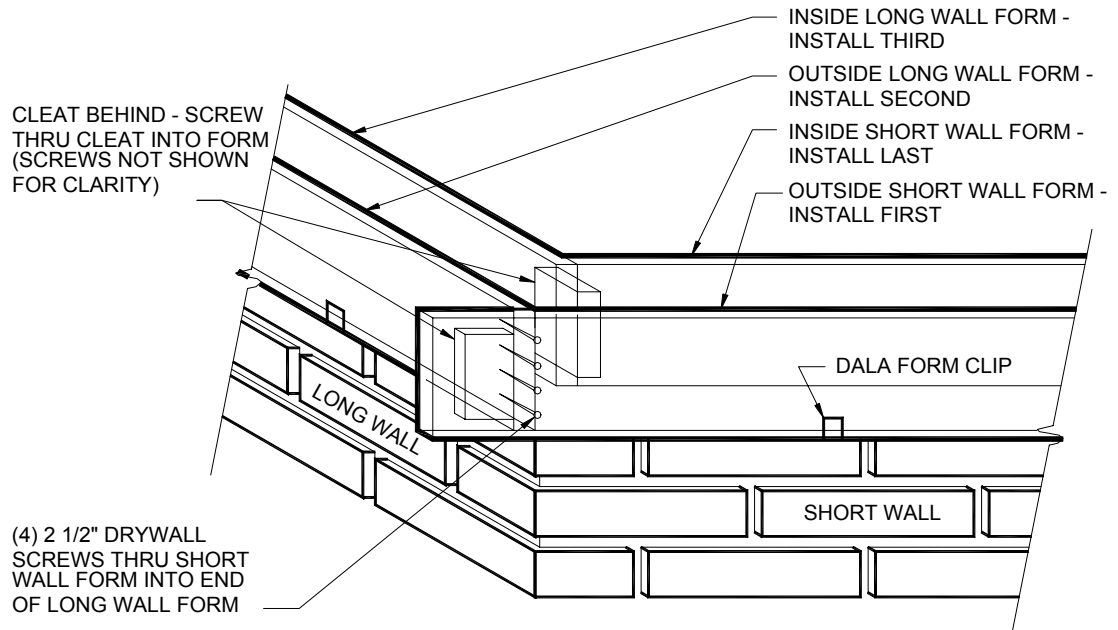 INSIDE LONG WALL FORM -
INSTALL THIRD
OUTSIDE LONG WALL FORM -
INSTALL SECOND
INSIDE SHORT WALL FORM -
INSTALL LAST
OUTSIDE SHORT WALL FORM -
INSTALL FIRST
CLEAT BEHIND - SCREW
THRU CLEAT INTO FORM
(SCREWS NOT SHOWN
FOR CLARITY)
DALA FORM CLIP
LONG WALL
SHORT WALL
(4) 2 1/2" DRYWALL
SCREWS THRU SHORT
WALL FORM INTO END
OF LONG WALL FORM